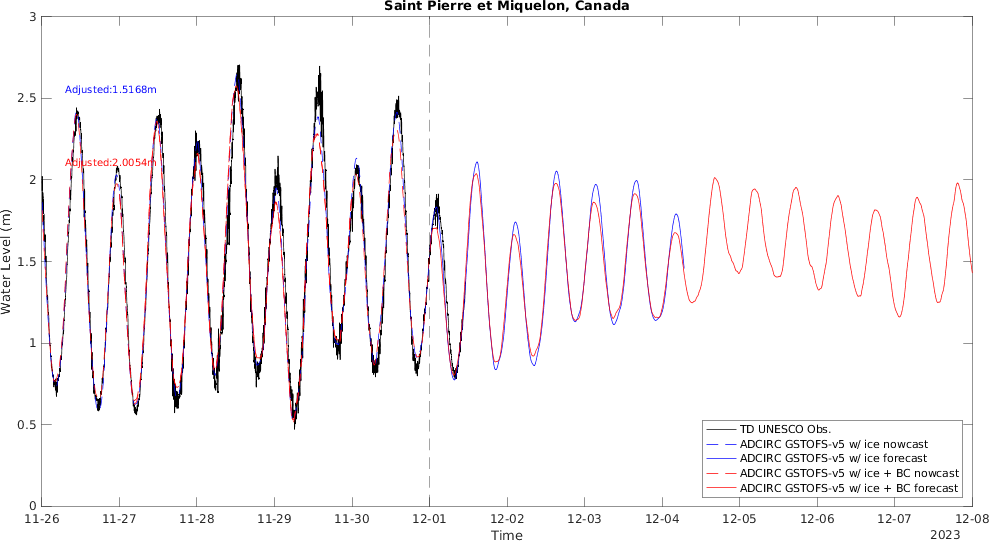 Saint Pierre et Miquelon, Canada
3
2.5
2
1.5
1
0.5
0
Water Level (m)
Adjusted:1.5168m
Adjusted:2.0054m
TD UNESCO Obs.
ADCIRC GSTOFS-v5 w/ ice nowcast
ADCIRC GSTOFS-v5 w/ ice forecast
ADCIRC GSTOFS-v5 w/ ice + BC nowcast
ADCIRC GSTOFS-v5 w/ ice + BC forecast
11-26 11-27 11-28 11-29 11-30 12-01 12-02 12-03 12-04 12-05 12-06 12-07 12-08
Time
2023